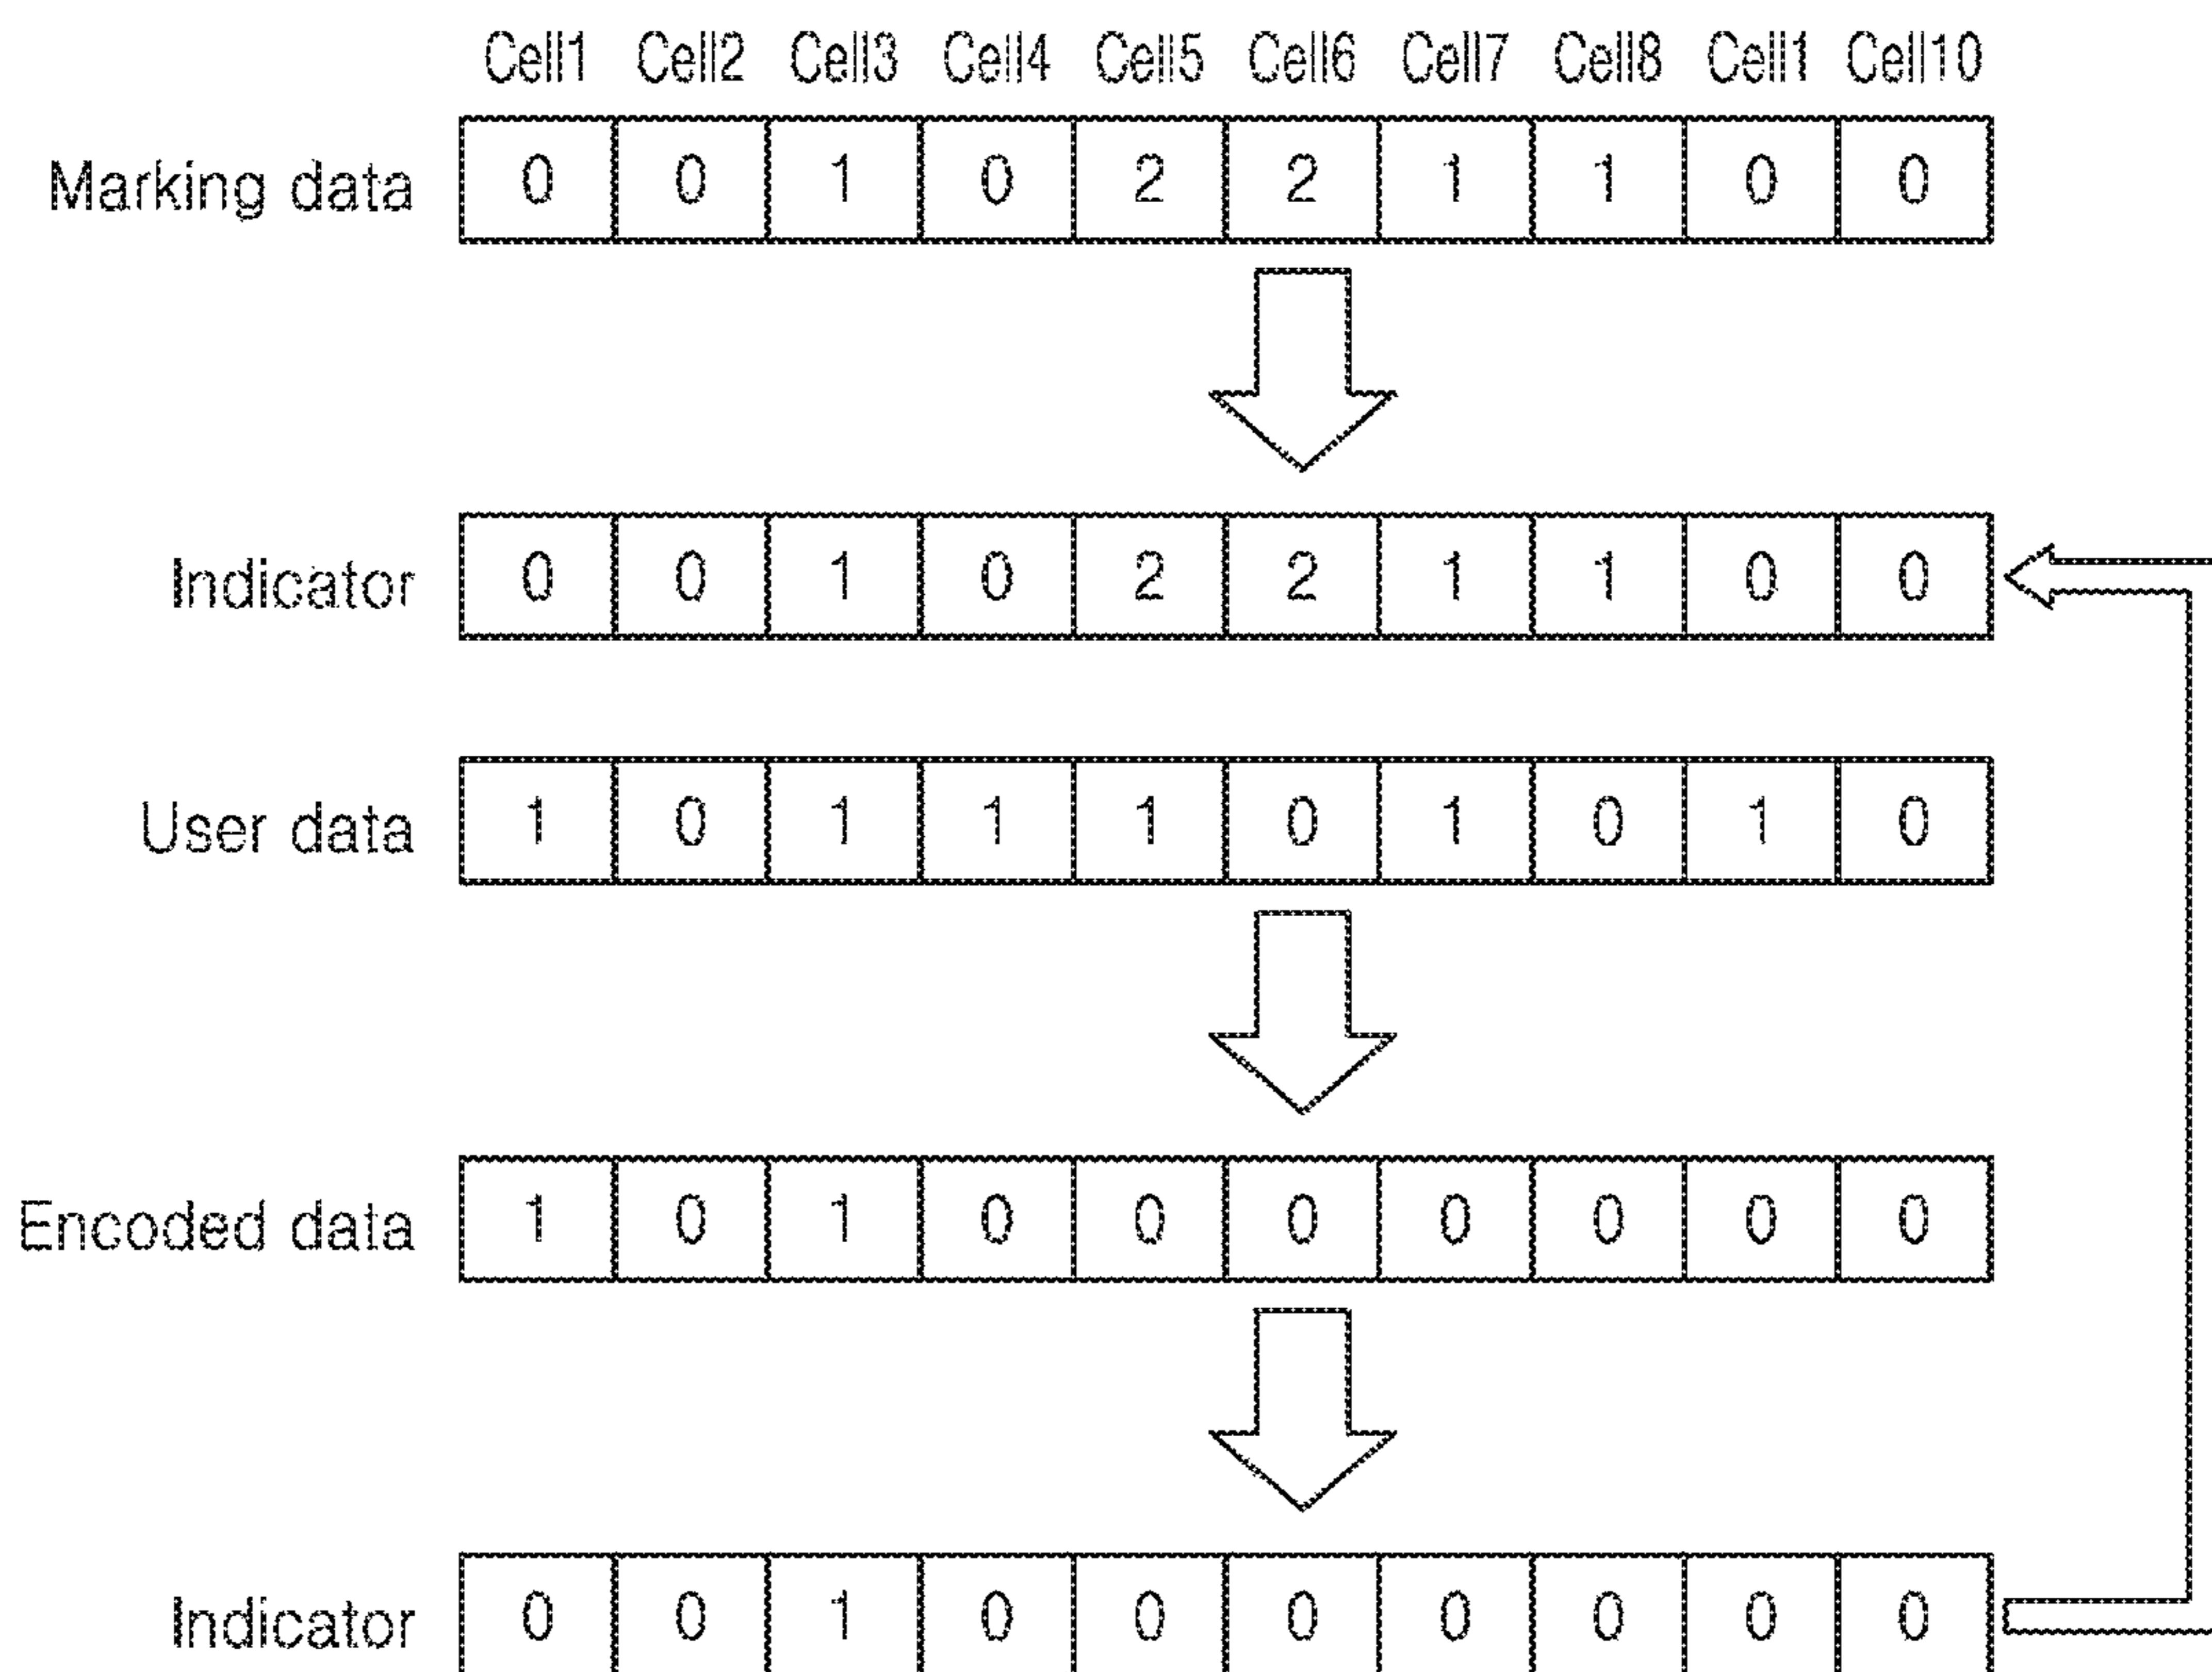 Cell1 Cell2 Cell3 Cell4 Cell5 Cell6 Cell7 Cell8 Cell1 Cell10
Marking data 0 0 1 0 2 2 1 1 0 0
Indicator 0 0 1 0 2 2 1 1 0 0
User data 1 0 1 1 1 0 1 0 1 0
Encoded data 1 0 1 0 0 0 0 0 0 0
Indicator 0 0 1 0 0 0 0 0 0 0